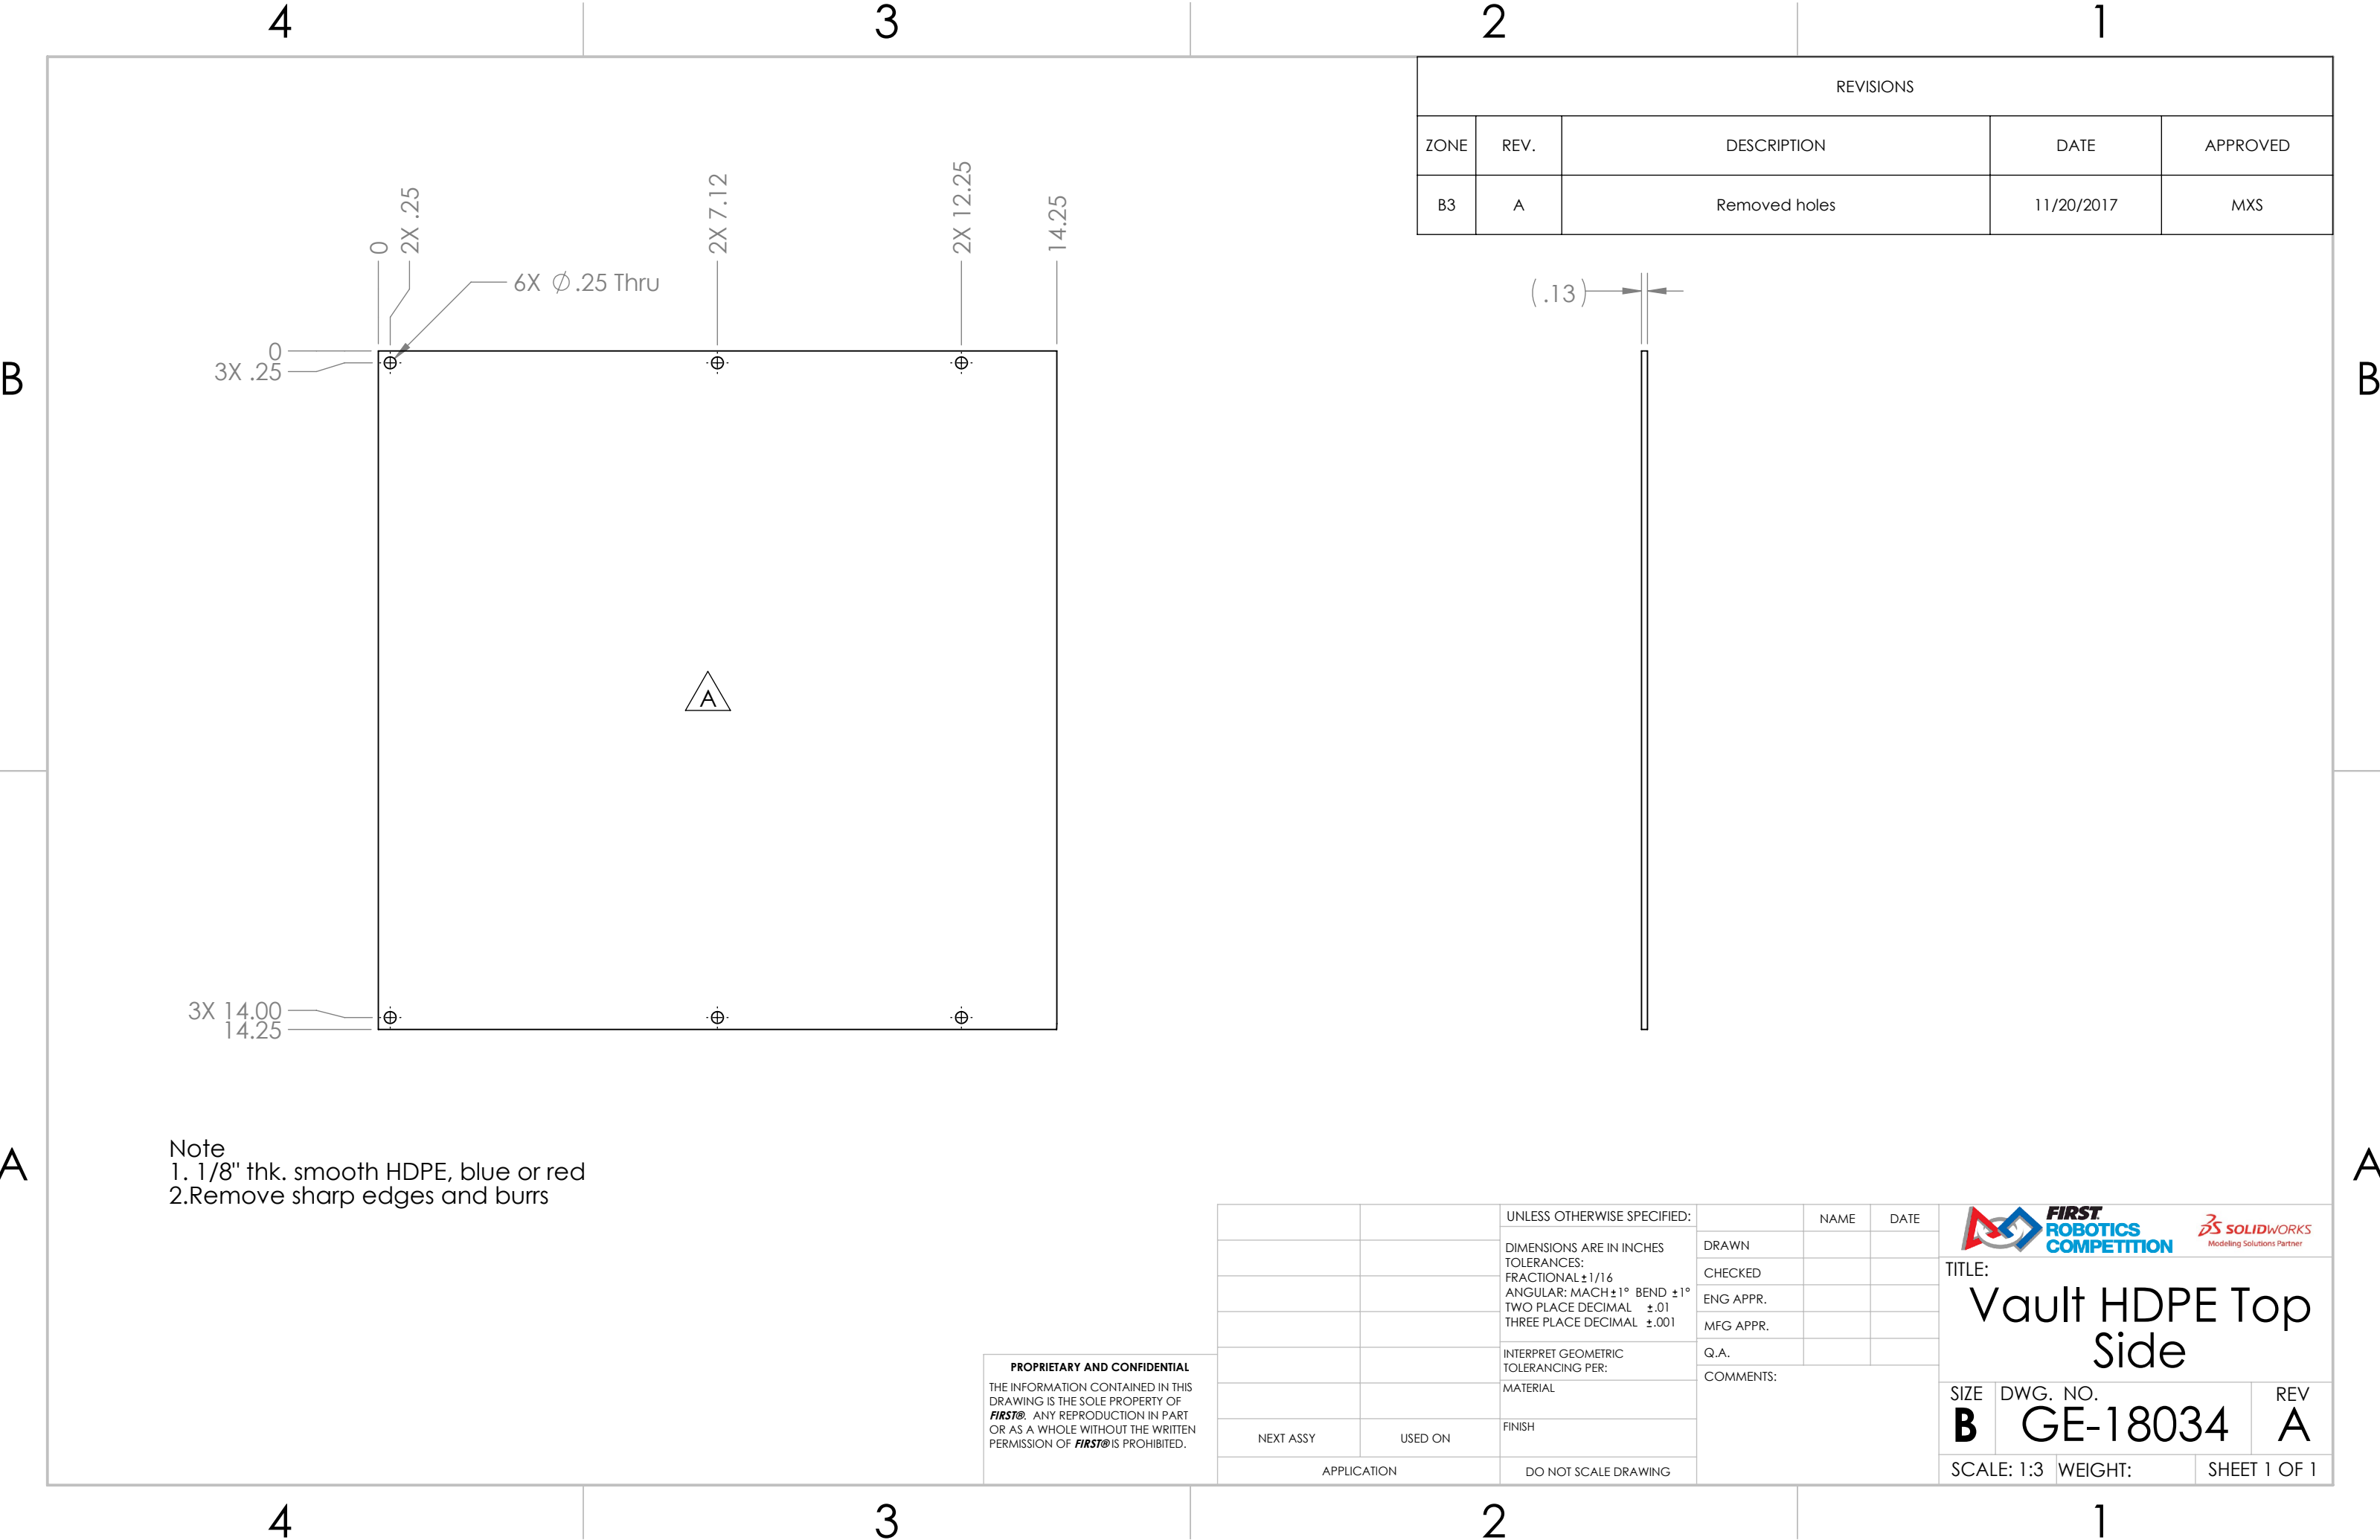 4 3 2 1
REVISIONS
ZONE REV. DESCRIPTION DATE APPROVED
B3 A Removed holes 11/20/2017 MXS
0
2X .25
2X 7.12
2X 12.25
14.25
6X ∅.25 Thru
(.13)
0
3X .25
B B
A
3X 14.00
14.25
A A
Note
1. 1/8" thk. smooth HDPE, blue or red
2.Remove sharp edges and burrs
PROPRIETARY AND CONFIDENTIAL
THE INFORMATION CONTAINED IN THIS
DRAWING IS THE SOLE PROPERTY OF
FIRST®. ANY REPRODUCTION IN PART
OR AS A WHOLE WITHOUT THE WRITTEN
PERMISSION OF FIRST® IS PROHIBITED.
NEXT ASSY USED ON
APPLICATION
UNLESS OTHERWISE SPECIFIED:
DIMENSIONS ARE IN INCHES
TOLERANCES:
FRACTIONAL ±1/16
ANGULAR: MACH ±1° BEND ±1°
TWO PLACE DECIMAL ±.01
THREE PLACE DECIMAL ±.001
INTERPRET GEOMETRIC
TOLERANCING PER:
MATERIAL
FINISH
DO NOT SCALE DRAWING
NAME DATE
DRAWN
CHECKED
ENG APPR.
MFG APPR.
Q.A.
COMMENTS:
FIRST
ROBOTICS
COMPETITION
SOLIDWORKS
Modeling Solutions Partner
TITLE:
Vault HDPE Top
Side
SIZE DWG. NO. REV
B GE-18034 A
SCALE: 1:3 WEIGHT: SHEET 1 OF 1
4 3 2 1